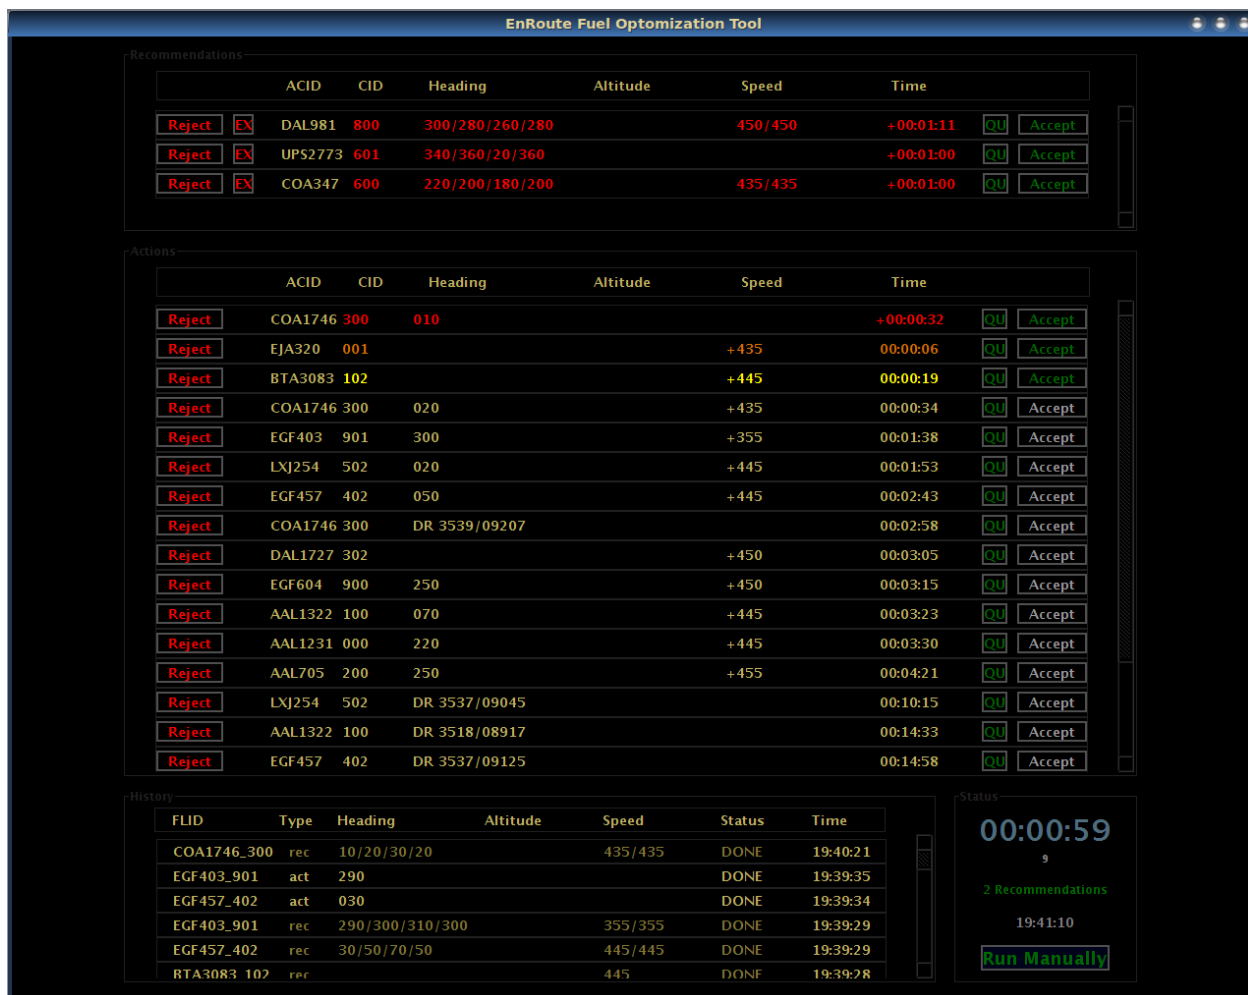 EnRoute Fuel Optomization Tool
Recommendations
ACID CID Heading Altitude Speed Time
Reject EX DAL981 800 300/280/260/280 450/450 +00:01:11 QU Accept
Reject EX UPS2773 601 340/360/20/360 +00:01:00 QU Accept
Reject EX COA347 600 220/200/180/200 435/435 +00:01:00 QU Accept
Actions
ACID CID Heading Altitude Speed Time
Reject COA1746 300 010 +00:00:32 QU Accept
Reject EJA320 001 +435 00:00:06 QU Accept
Reject BTA3083 102 +445 00:00:19 QU Accept
Reject COA1746 300 020 +435 00:00:34 QU Accept
Reject EGF403 901 300 +355 00:01:38 QU Accept
Reject LXJ254 502 020 +445 00:01:53 QU Accept
Reject EGF457 402 050 +445 00:02:43 QU Accept
Reject COA1746 300 DR 3539/09207 00:02:58 QU Accept
Reject DAL1727 302 +450 00:03:05 QU Accept
Reject EGF604 900 250 +450 00:03:15 QU Accept
Reject AAL1322 100 070 +445 00:03:23 QU Accept
Reject AAL1231 000 220 +445 00:03:30 QU Accept
Reject AAL705 200 250 +455 00:04:21 QU Accept
Reject LXJ254 502 DR 3537/09045 00:10:15 QU Accept
Reject AAL1322 100 DR 3518/08917 00:14:33 QU Accept
Reject EGF457 402 DR 3537/09125 00:14:58 QU Accept
History
FLID Type Heading Altitude Speed Status Time
COA1746_300 rec 10/20/30/20 435/435 DONE 19:40:21
EGF403_901 act 290 DONE 19:39:35
EGF457_402 act 030 DONE 19:39:34
EGF403_901 rec 290/300/310/300 355/355 DONE 19:39:29
EGF457_402 rec 30/50/70/50 445/445 DONE 19:39:29
BTA3083_102 rec 445 DONE 19:39:28
Status
00:00:59
9
2 Recommendations
19:41:10
Run Manually